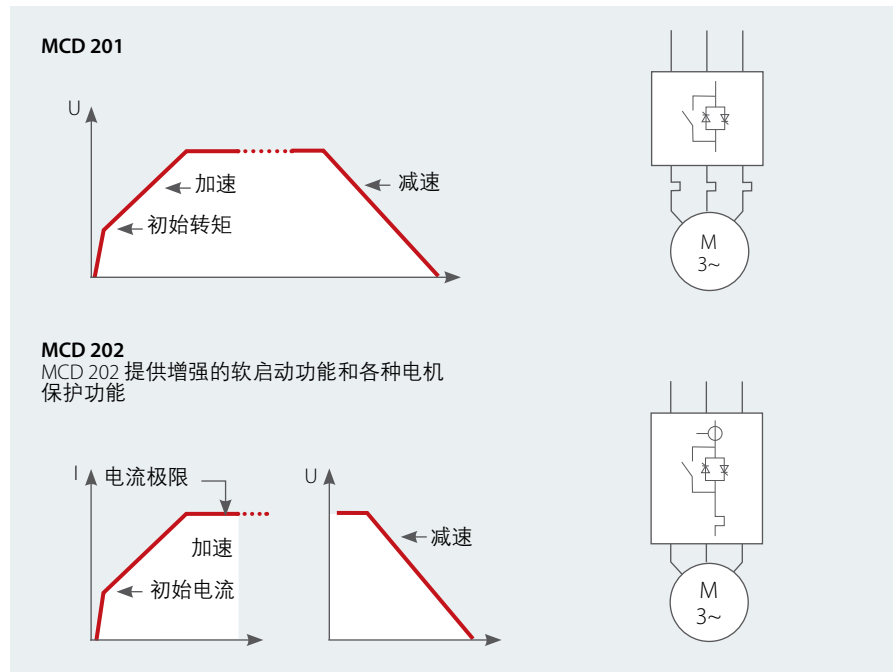 MCD 201
U
加速
减速
初始转矩
M
3~
MCD 202
MCD 202 提供增强的软启动功能和各种电机
保护功能
I
电流极限
U
加速
减速
初始电流
M
3~